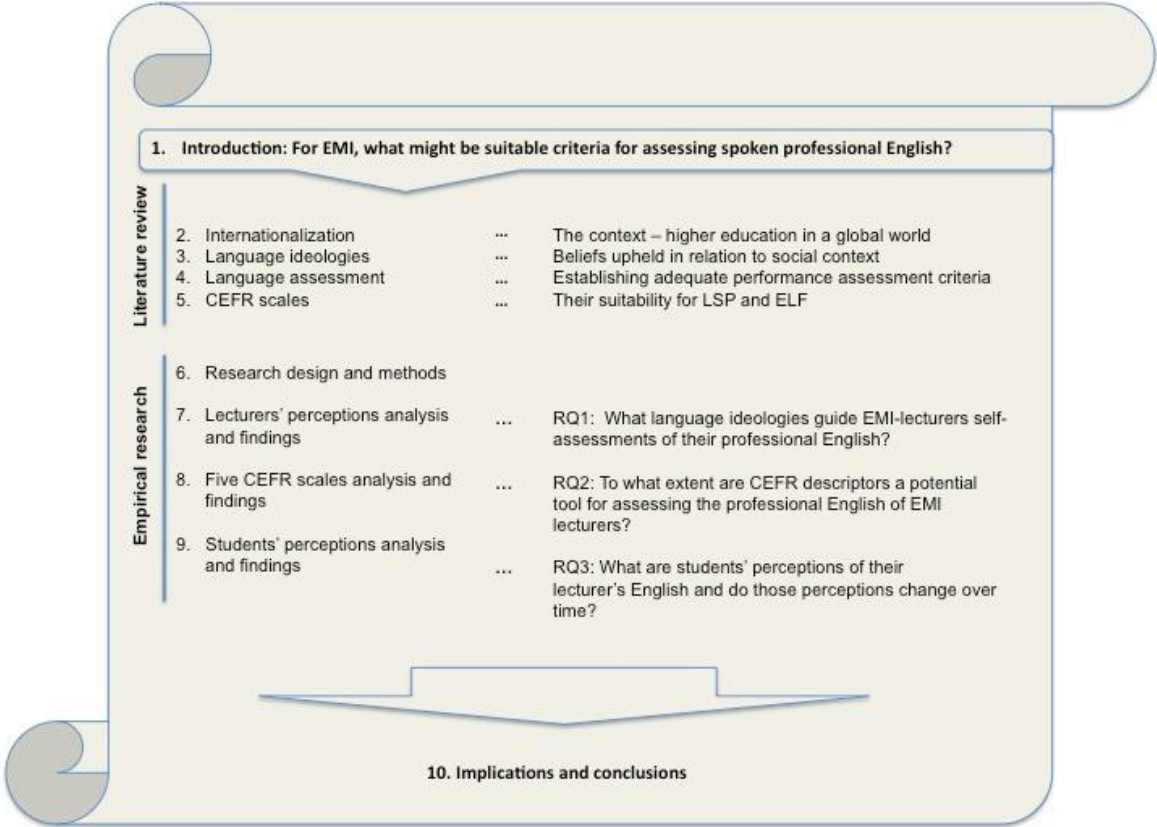 1. Introduction: For EMI, what might be suitable criteria for assessing spoken professional English?
Literature review
2. Internationalization ... The context – higher education in a global world
3. Language ideologies ... Beliefs upheld in relation to social context
4. Language assessment ... Establishing adequate performance assessment criteria
5. CEFR scales ... Their suitability for LSP and ELF
Empirical research
6. Research design and methods
7. Lecturers' perceptions analysis
and findings
... RQ1: What language ideologies guide EMI-lecturers self-
assessments of their professional English?
8. Five CEFR scales analysis and
findings
... RQ2: To what extent are CEFR descriptors a potential
tool for assessing the professional English of EMI
lecturers?
9. Students' perceptions analysis
and findings
... RQ3: What are students' perceptions of their
lecturer's English and do those perceptions change over
time?
10. Implications and conclusions